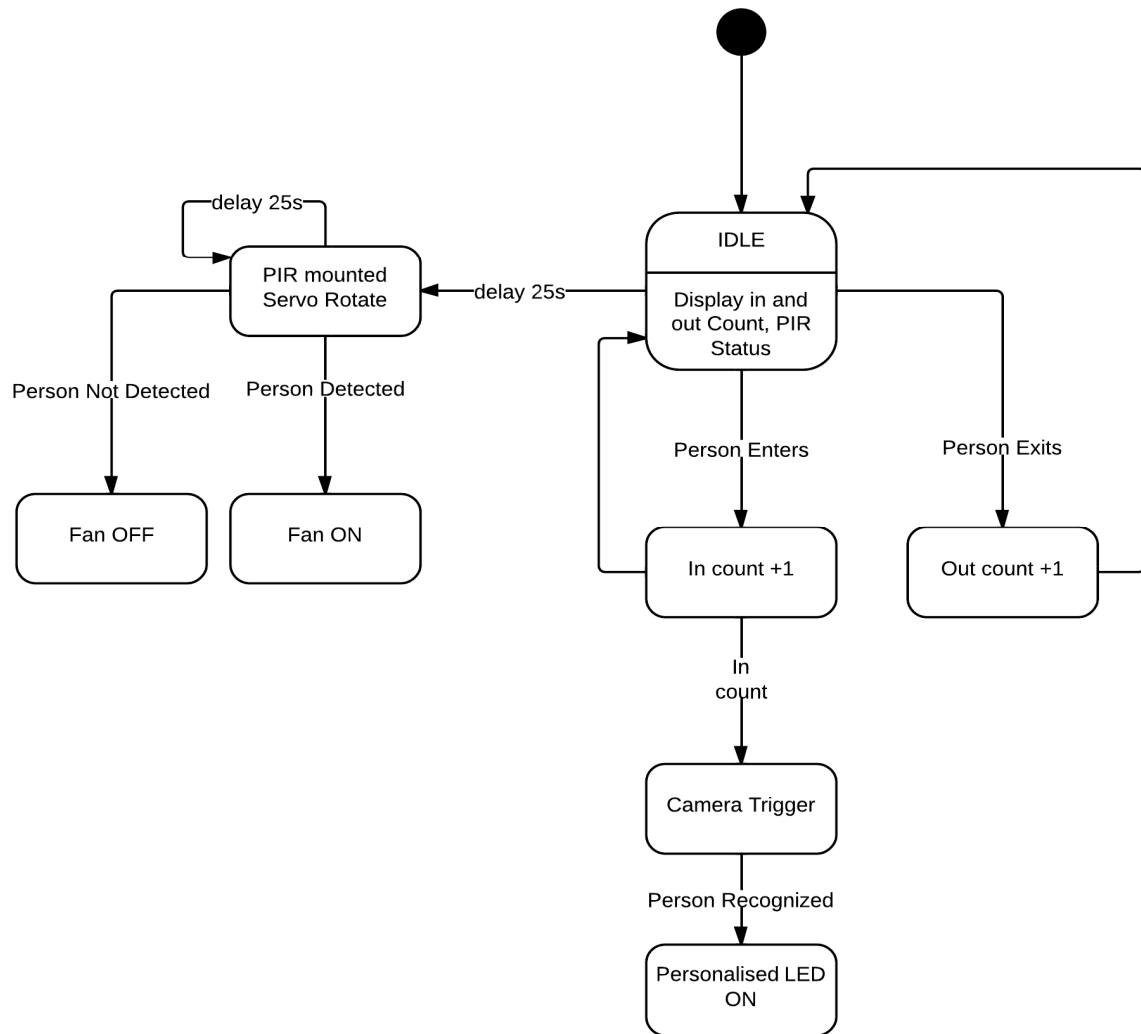 delay 25s
IDLE
PIR mounted
Servo Rotate
delay 25s
Display in and
out Count, PIR
Status
Person Not Detected
Person Detected
Person Enters
Person Exits
Fan OFF
Fan ON
In count +1
Out count +1
In
count
Camera Trigger
Person Recognized
Personalised LED
ON